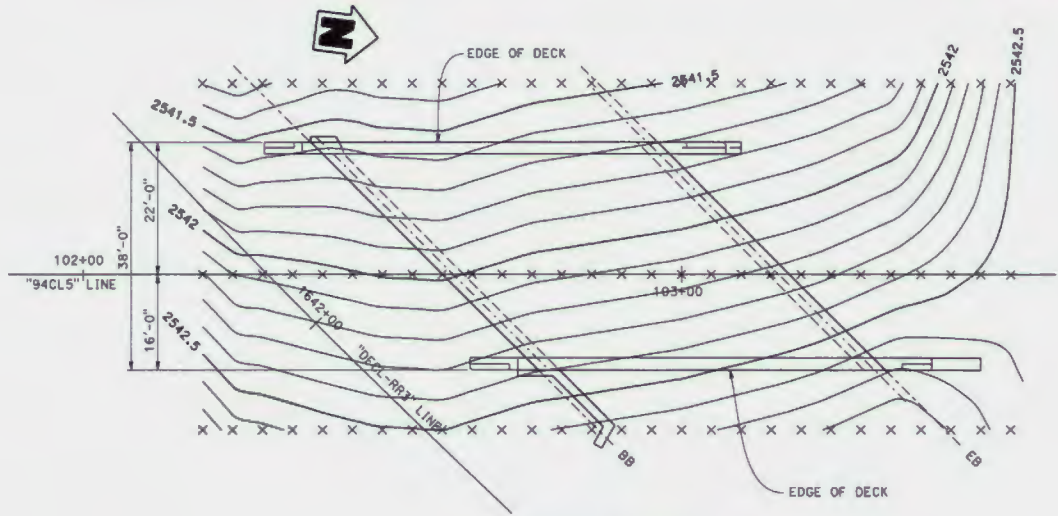 N
EDGE OF DECK
2541.5
2542
2542.5
2541.5
22'-0"
38'-0"
2542
102+00
"94CL5" LINE
103+00
1642+00
16'-0"
2542.5
"DECL-RR3" LINE
BB
EB
EDGE OF DECK